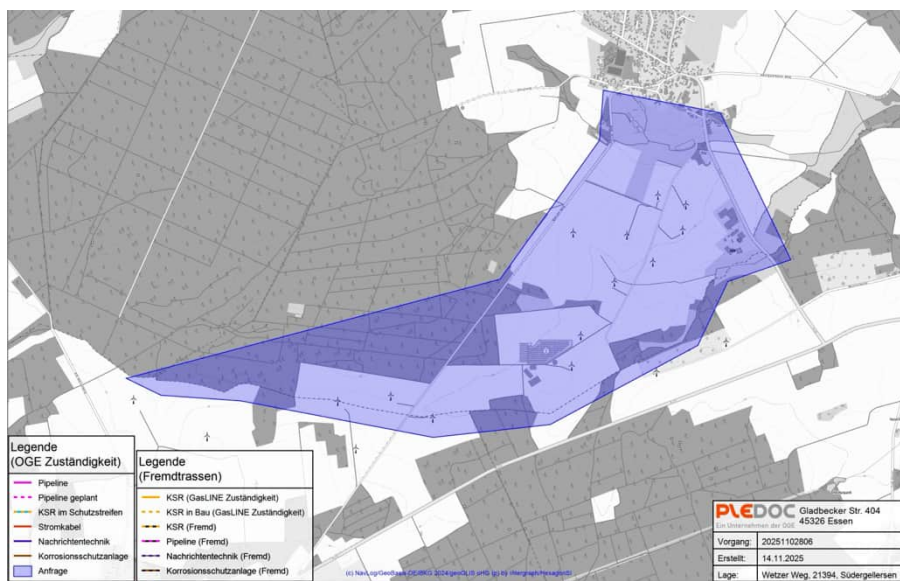 Legende
(OGE Zuständigkeit)
Pipeline
Pipeline geplant
KSR im Schutzstreifen
Stromkabel
Nachrichtentechnik
Korrosionsschutzanlage
Anfrage
Legende
(Fremdtrassen)
KSR (GasLINE Zuständigkeit)
KSR in Bau (GasLINE Zuständigkeit)
KSR (Fremd)
Pipeline (Fremd)
Nachrichtentechnik (Fremd)
Korrosionsschutzanlage (Fremd)
PLEDOC
Ein Unternehmen der OGE
Gladbecker Str. 404
45326 Essen
Vorgang: 20251102806
Erstellt: 14.11.2025
Lage: Wetzer Weg, 21394, Südergellersen